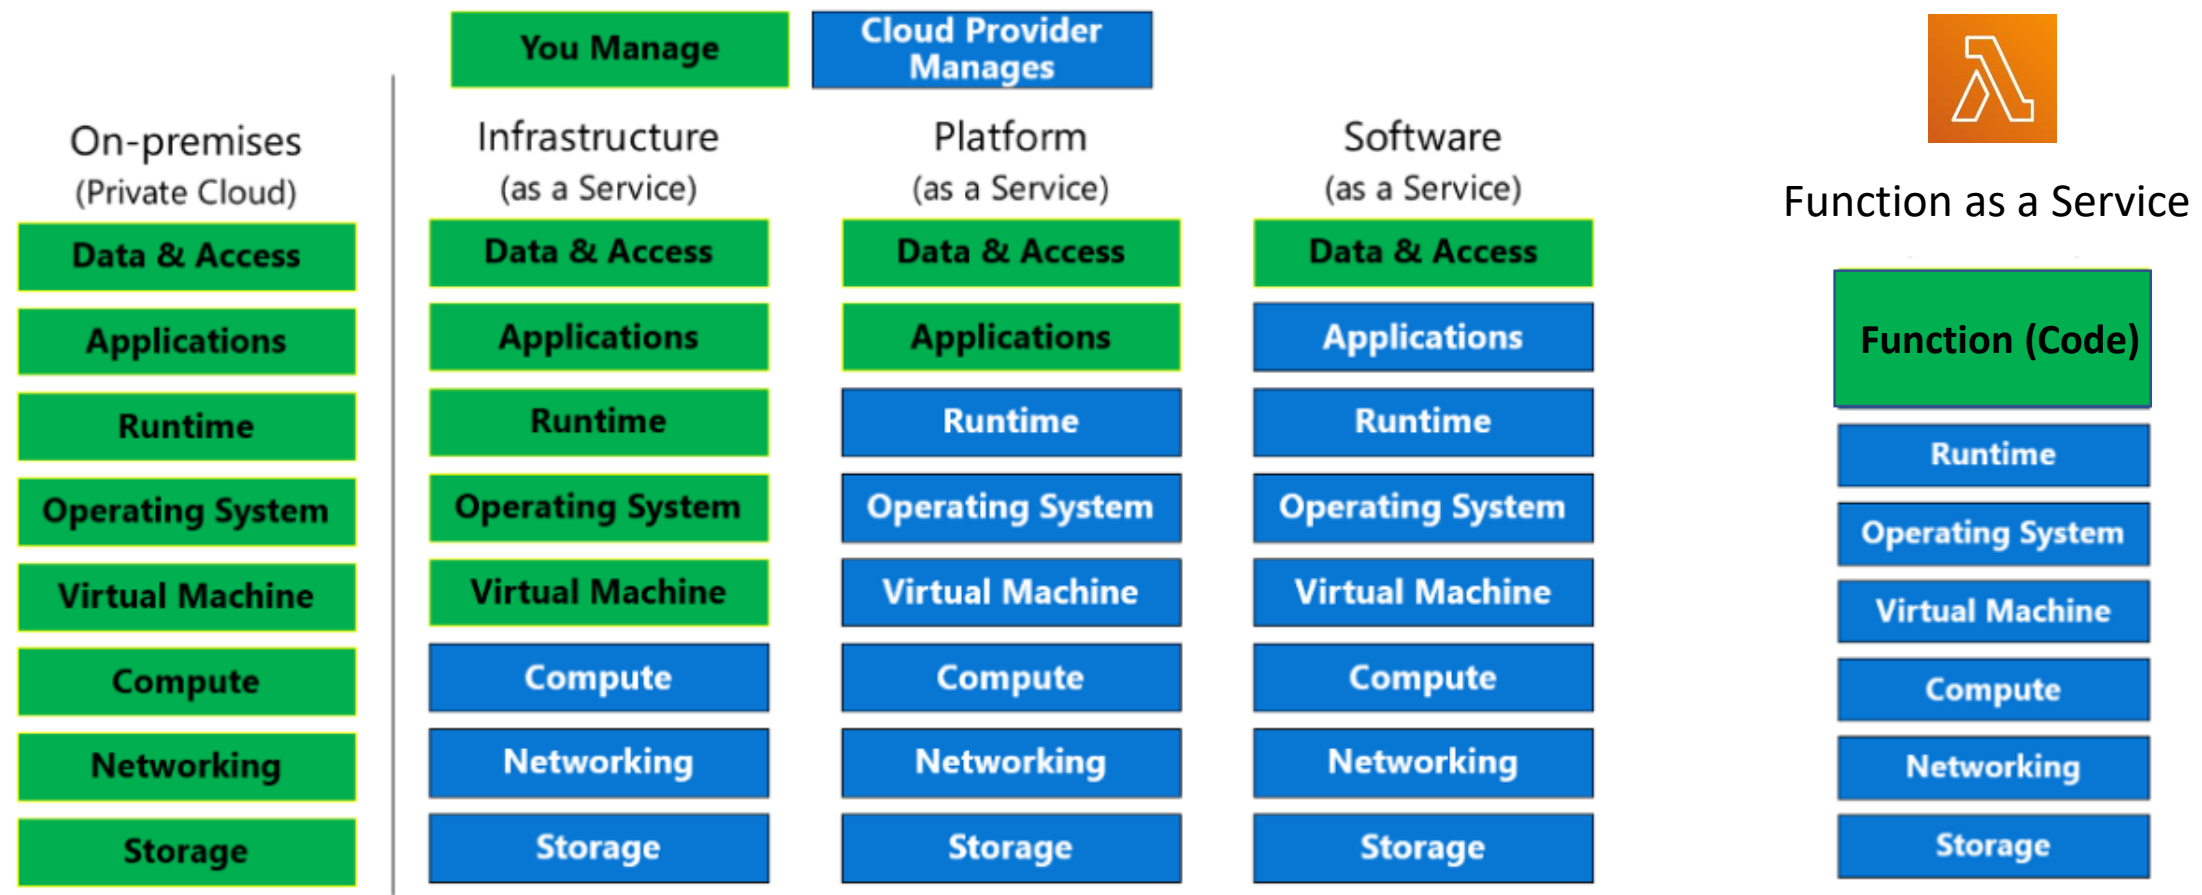 You Manage
Cloud Provider
Manages
On-premises
(Private Cloud)
Data & Access
Applications
Runtime
Operating System
Virtual Machine
Compute
Networking
Storage
Infrastructure
(as a Service)
Data & Access
Applications
Runtime
Operating System
Virtual Machine
Compute
Networking
Storage
Platform
(as a Service)
Data & Access
Applications
Runtime
Operating System
Virtual Machine
Compute
Networking
Storage
Software
(as a Service)
Data & Access
Applications
Runtime
Operating System
Virtual Machine
Compute
Networking
Storage
Function as a Service
Function (Code)
Runtime
Operating System
Virtual Machine
Compute
Networking
Storage